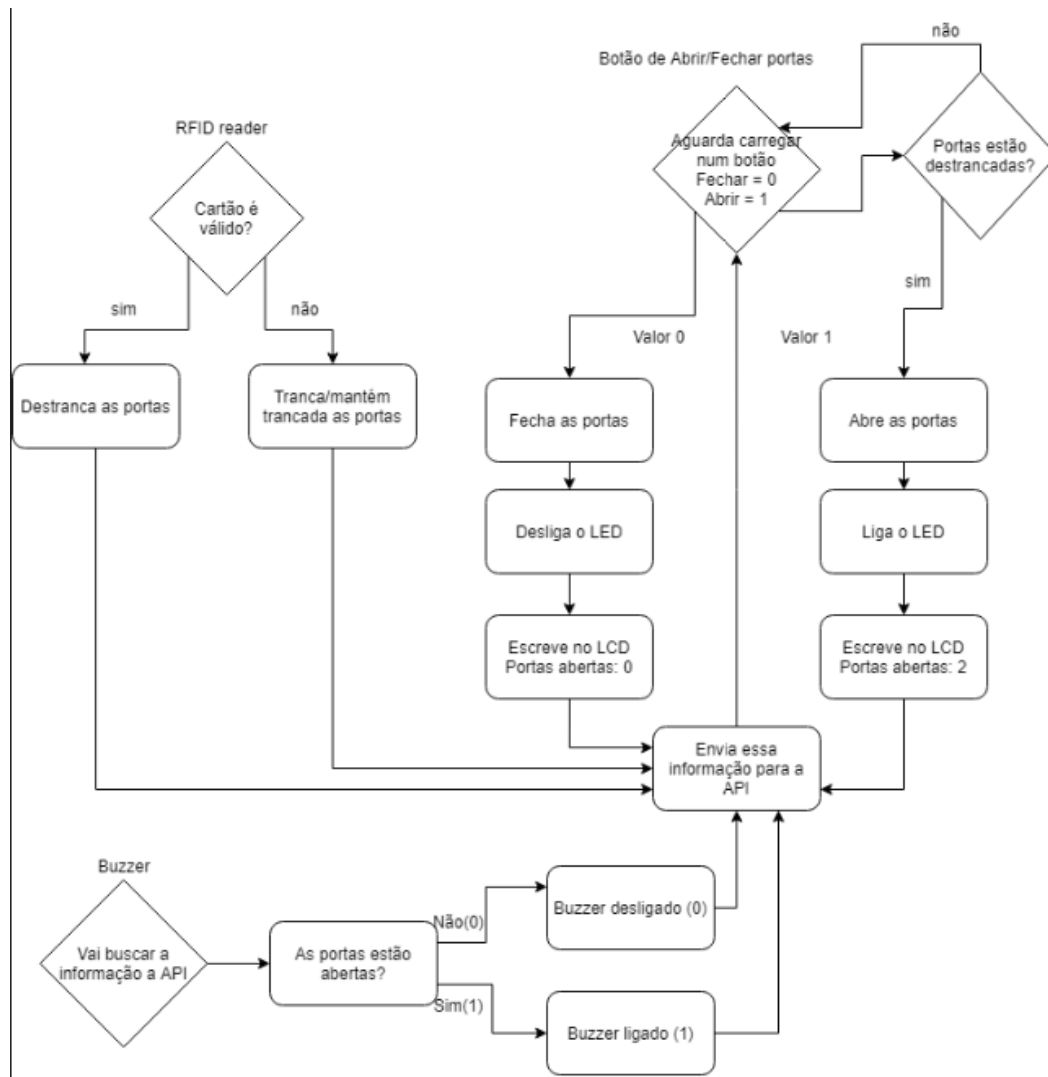 não
Botão de Abrir/Fechar portas
RFID reader
Aguarda carregar
num botão
Fechar = 0
Abrir = 1
Portas estão
destrancadas?
Cartão é
válido?
sim
não
sim
Valor 0
Valor 1
Destranca as portas
Tranca/mantém
trancada as portas
Fecha as portas
Abre as portas
Desliga o LED
Liga o LED
Escreve no LCD
Portas abertas: 0
Escreve no LCD
Portas abertas: 2
Envia essa
informação para a
API
Buzzer
Vai buscar a
informação a API
As portas estão
abertas?
Não(0)
Sim(1)
Buzzer desligado (0)
Buzzer ligado (1)